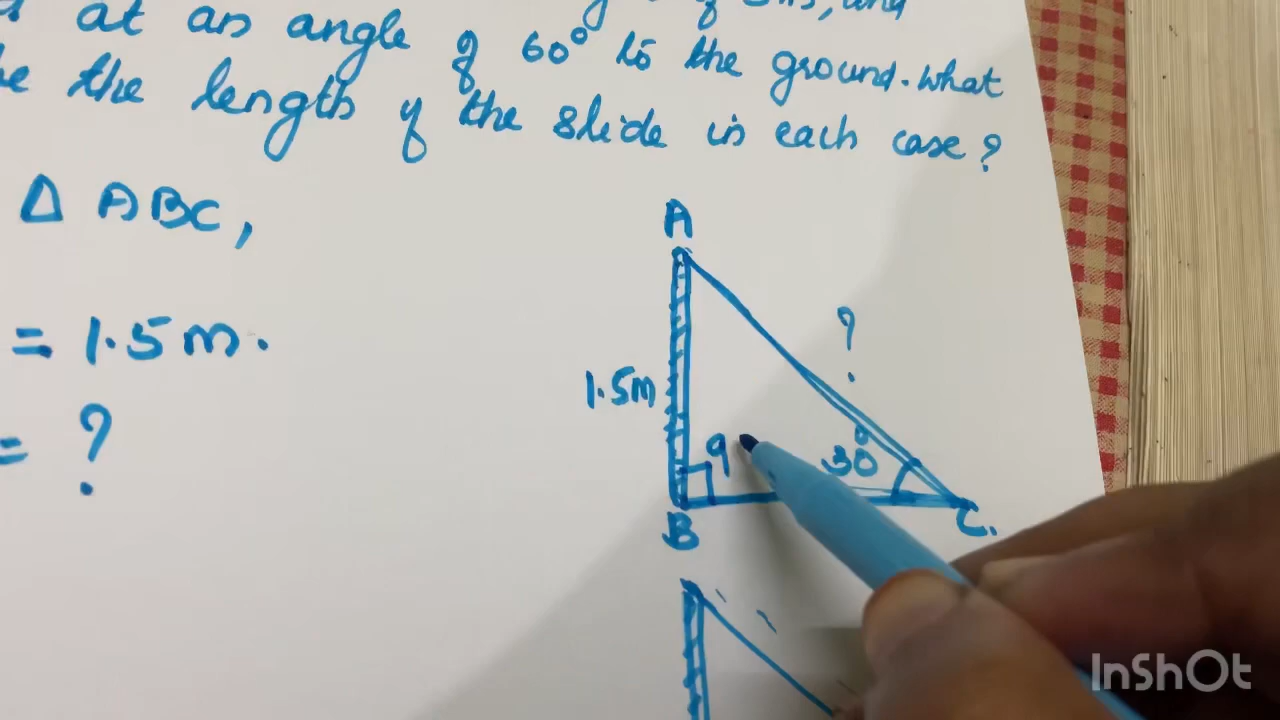 at an angle of 60° to the ground. What
the length of the slide in each case?
Δ ABC,
= 1.5m.
= ?
A
?
1.5m
9
30°
B
C.
InShOt